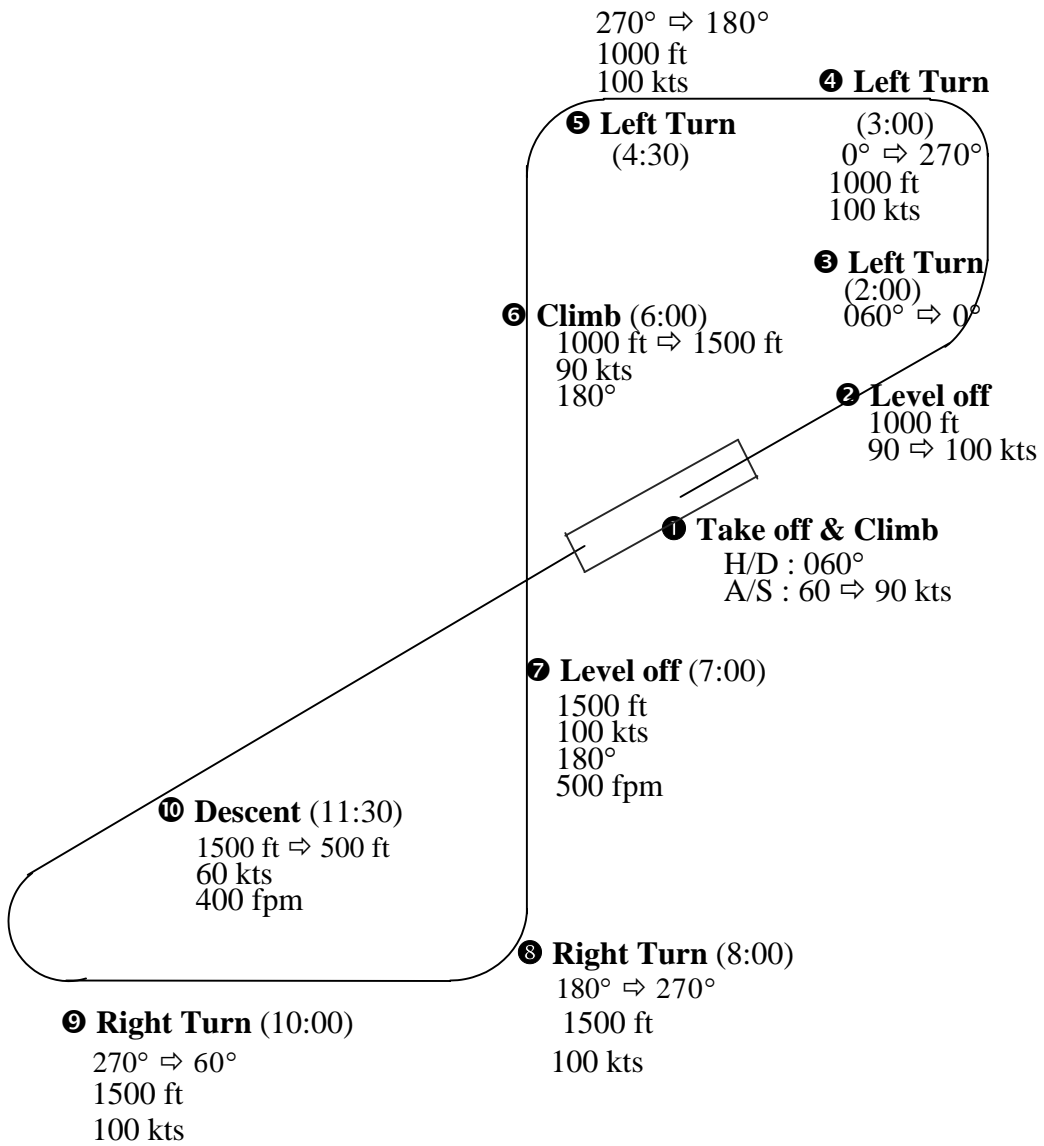 270° ⇨ 180°
1000 ft
100 kts
❹ Left Turn
(3:00)
0° ⇨ 270°
1000 ft
100 kts
❺ Left Turn
(4:30)
❸ Left Turn
(2:00)
060° ⇨ 0°
❻ Climb (6:00)
1000 ft ⇨ 1500 ft
90 kts
180°
❷ Level off
1000 ft
90 ⇨ 100 kts
❶ Take off & Climb
H/D : 060°
A/S : 60 ⇨ 90 kts
❼ Level off (7:00)
1500 ft
100 kts
180°
500 fpm
❿ Descent (11:30)
1500 ft ⇨ 500 ft
60 kts
400 fpm
❽ Right Turn (8:00)
180° ⇨ 270°
1500 ft
100 kts
❾ Right Turn (10:00)
270° ⇨ 60°
1500 ft
100 kts